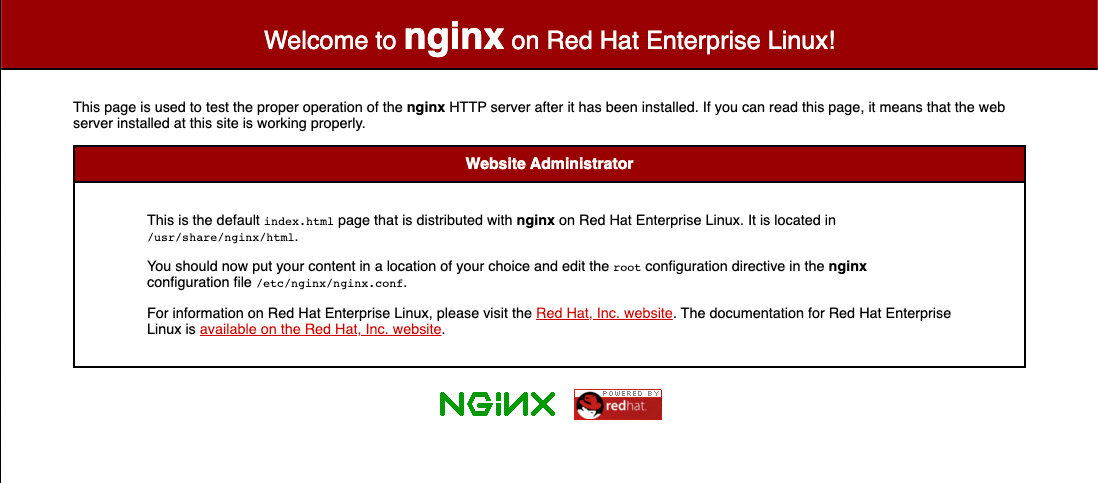 Welcome to nginx on Red Hat Enterprise Linux!
This page is used to test the proper operation of the nginx HTTP server after it has been installed. If you can read this page, it means that the web
server installed at this site is working properly.
Website Administrator
This is the default index.html page that is distributed with nginx on Red Hat Enterprise Linux. It is located in
/usr/share/nginx/html.
You should now put your content in a location of your choice and edit the root configuration directive in the nginx
configuration file /etc/nginx/nginx.conf.
For information on Red Hat Enterprise Linux, please visit the Red Hat, Inc. website. The documentation for Red Hat Enterprise
Linux is available on the Red Hat, Inc. website.
NGINX
POWERED BY
redhat.